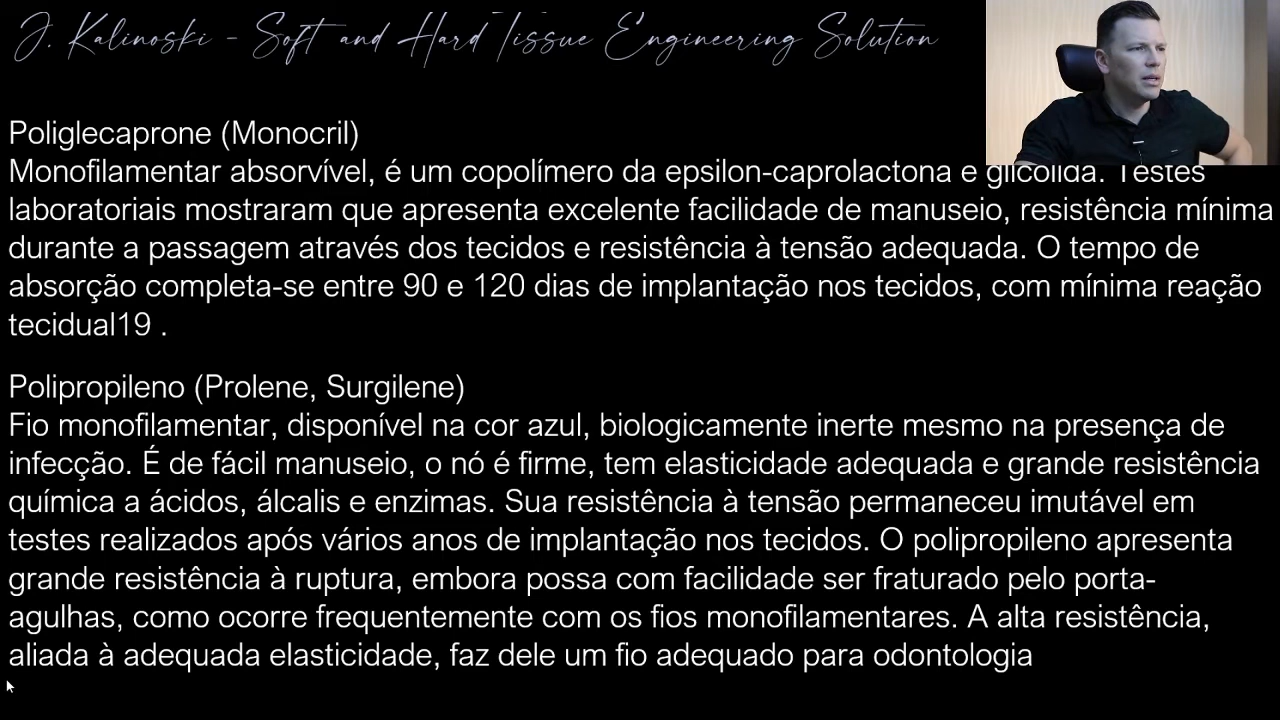 J. Kalinoski - Soft and Hard Tissue Engineering Solution
Poliglecaprone (Monocril)
Monofilamentar absorvível, é um copolímero da epsilon-caprolactona e glicolida. Testes
laboratoriais mostraram que apresenta excelente facilidade de manuseio, resistência mínima
durante a passagem através dos tecidos e resistência à tensão adequada. O tempo de
absorção completa-se entre 90 e 120 dias de implantação nos tecidos, com mínima reação
tecidual19 .
Polipropileno (Prolene, Surgilene)
Fio monofilamentar, disponível na cor azul, biologicamente inerte mesmo na presença de
infecção. É de fácil manuseio, o nó é firme, tem elasticidade adequada e grande resistência
química a ácidos, álcalis e enzimas. Sua resistência à tensão permaneceu imutável em
testes realizados após vários anos de implantação nos tecidos. O polipropileno apresenta
grande resistência à ruptura, embora possa com facilidade ser fraturado pelo porta-
agulhas, como ocorre frequentemente com os fios monofilamentares. A alta resistência,
aliada à adequada elasticidade, faz dele um fio adequado para odontologia